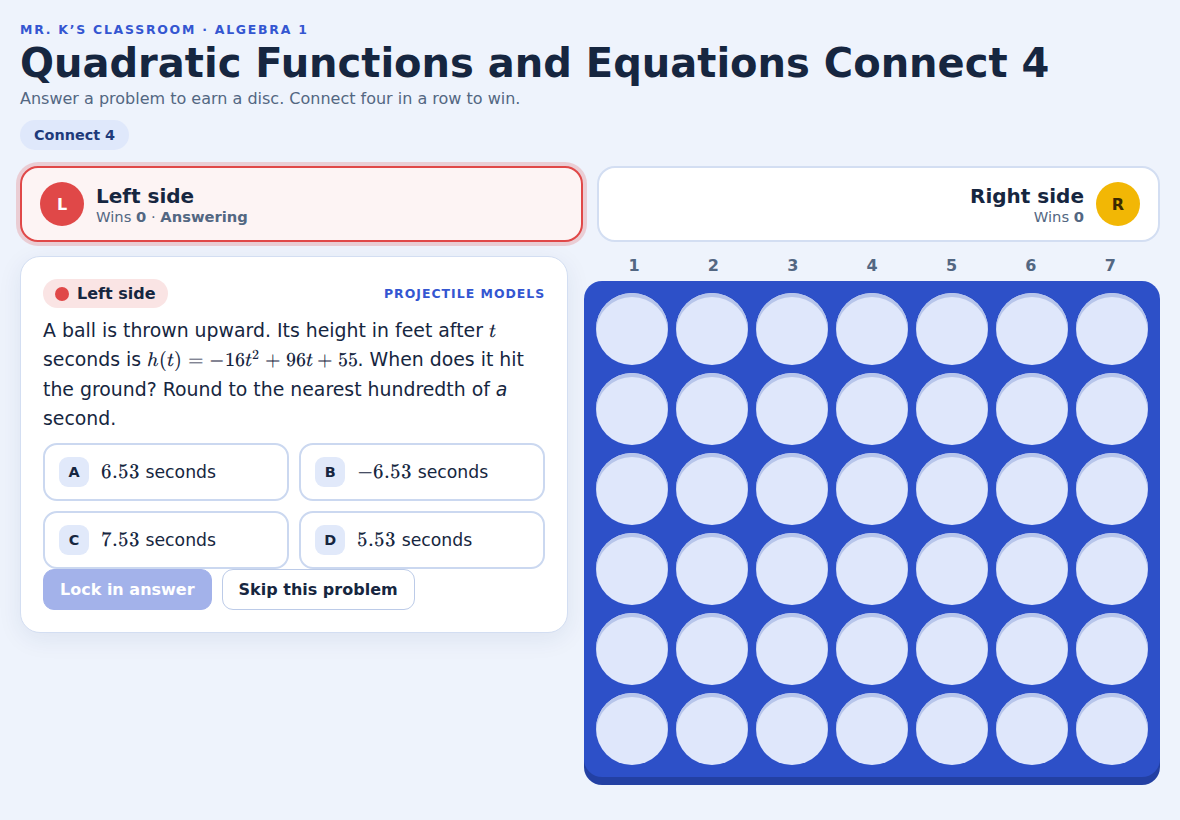 MR. K'S CLASSROOM · ALGEBRA 1
Quadratic Functions and Equations Connect 4
Answer a problem to earn a disc. Connect four in a row to win.
Connect 4
L
Left side
Wins 0 · Answering
Right side
Wins 0
R
Left side
PROJECTILE MODELS
A ball is thrown upward. Its height in feet after t
seconds is h(t) = −16t² + 96t + 55. When does it hit
the ground? Round to the nearest hundredth of a
second.
A 6.53 seconds
B −6.53 seconds
C 7.53 seconds
D 5.53 seconds
Lock in answer
Skip this problem
1 2 3 4 5 6 7